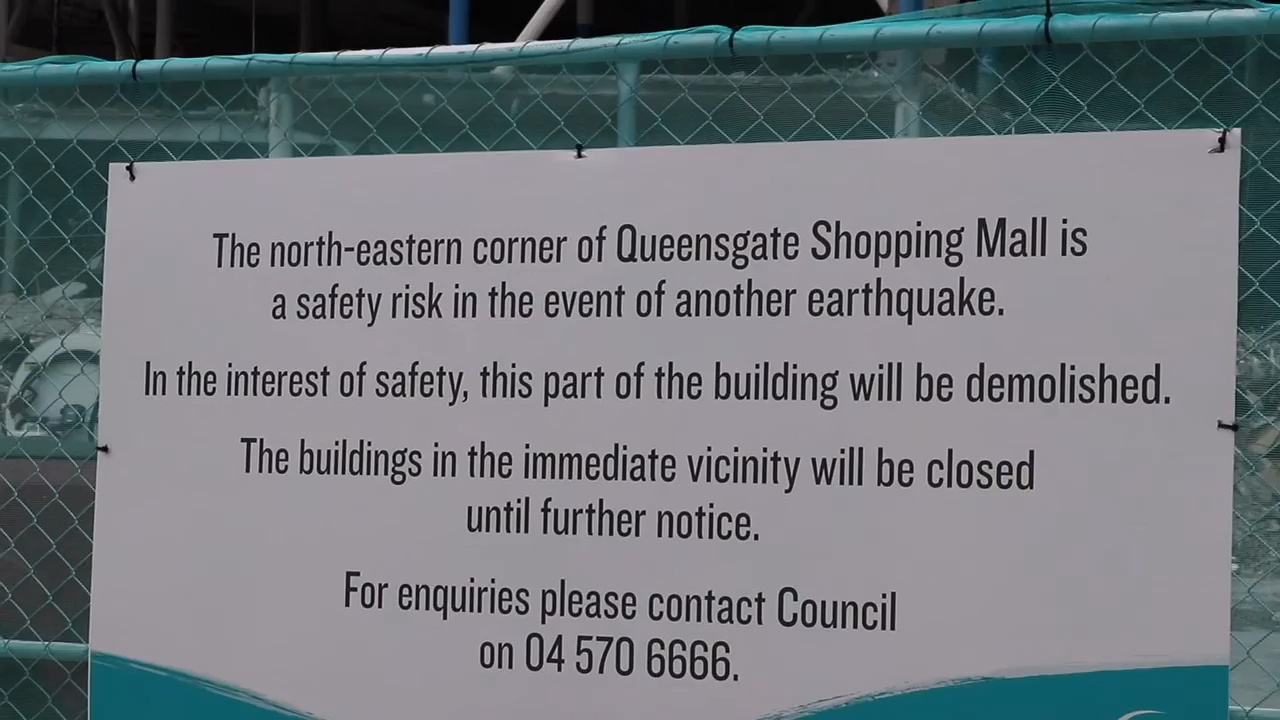 The north-eastern corner of Queensgate Shopping Mall is
a safety risk in the event of another earthquake.
In the interest of safety, this part of the building will be demolished.
The buildings in the immediate vicinity will be closed
until further notice.
For enquiries please contact Council
on 04 570 6666.